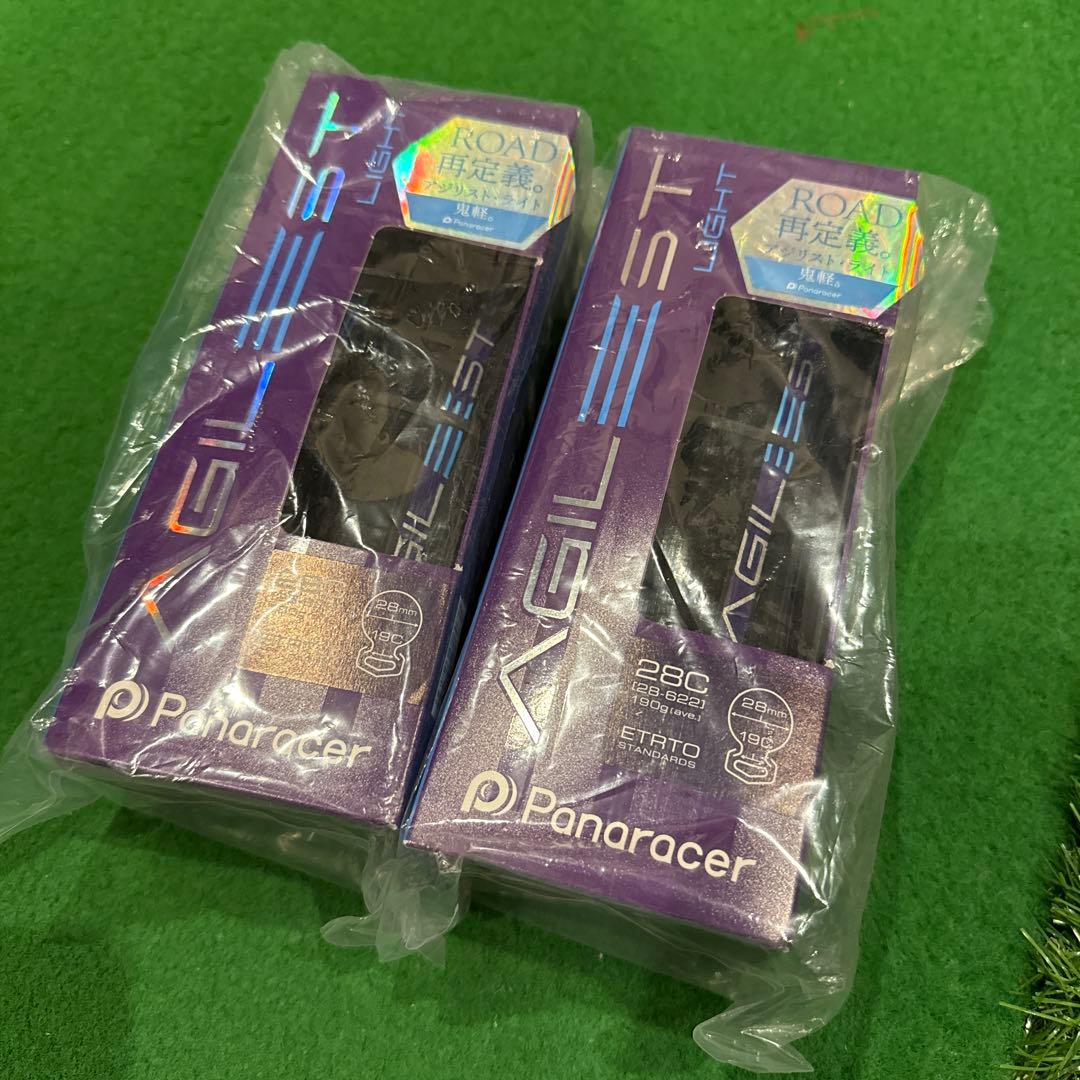 AGILEST
LIGHT
ROAD
再定義。
アジリスト・ライト
鬼軽。
Panaracer
AGILEST
28mm
19C
Panaracer
AGILEST
LIGHT
ROAD
再定義。
アジリスト・ライト
鬼軽。
Panaracer
AGILEST
28C
[28-622]
190g(ave.)
ETRTO
STANDARDS
28mm
19C
Panaracer